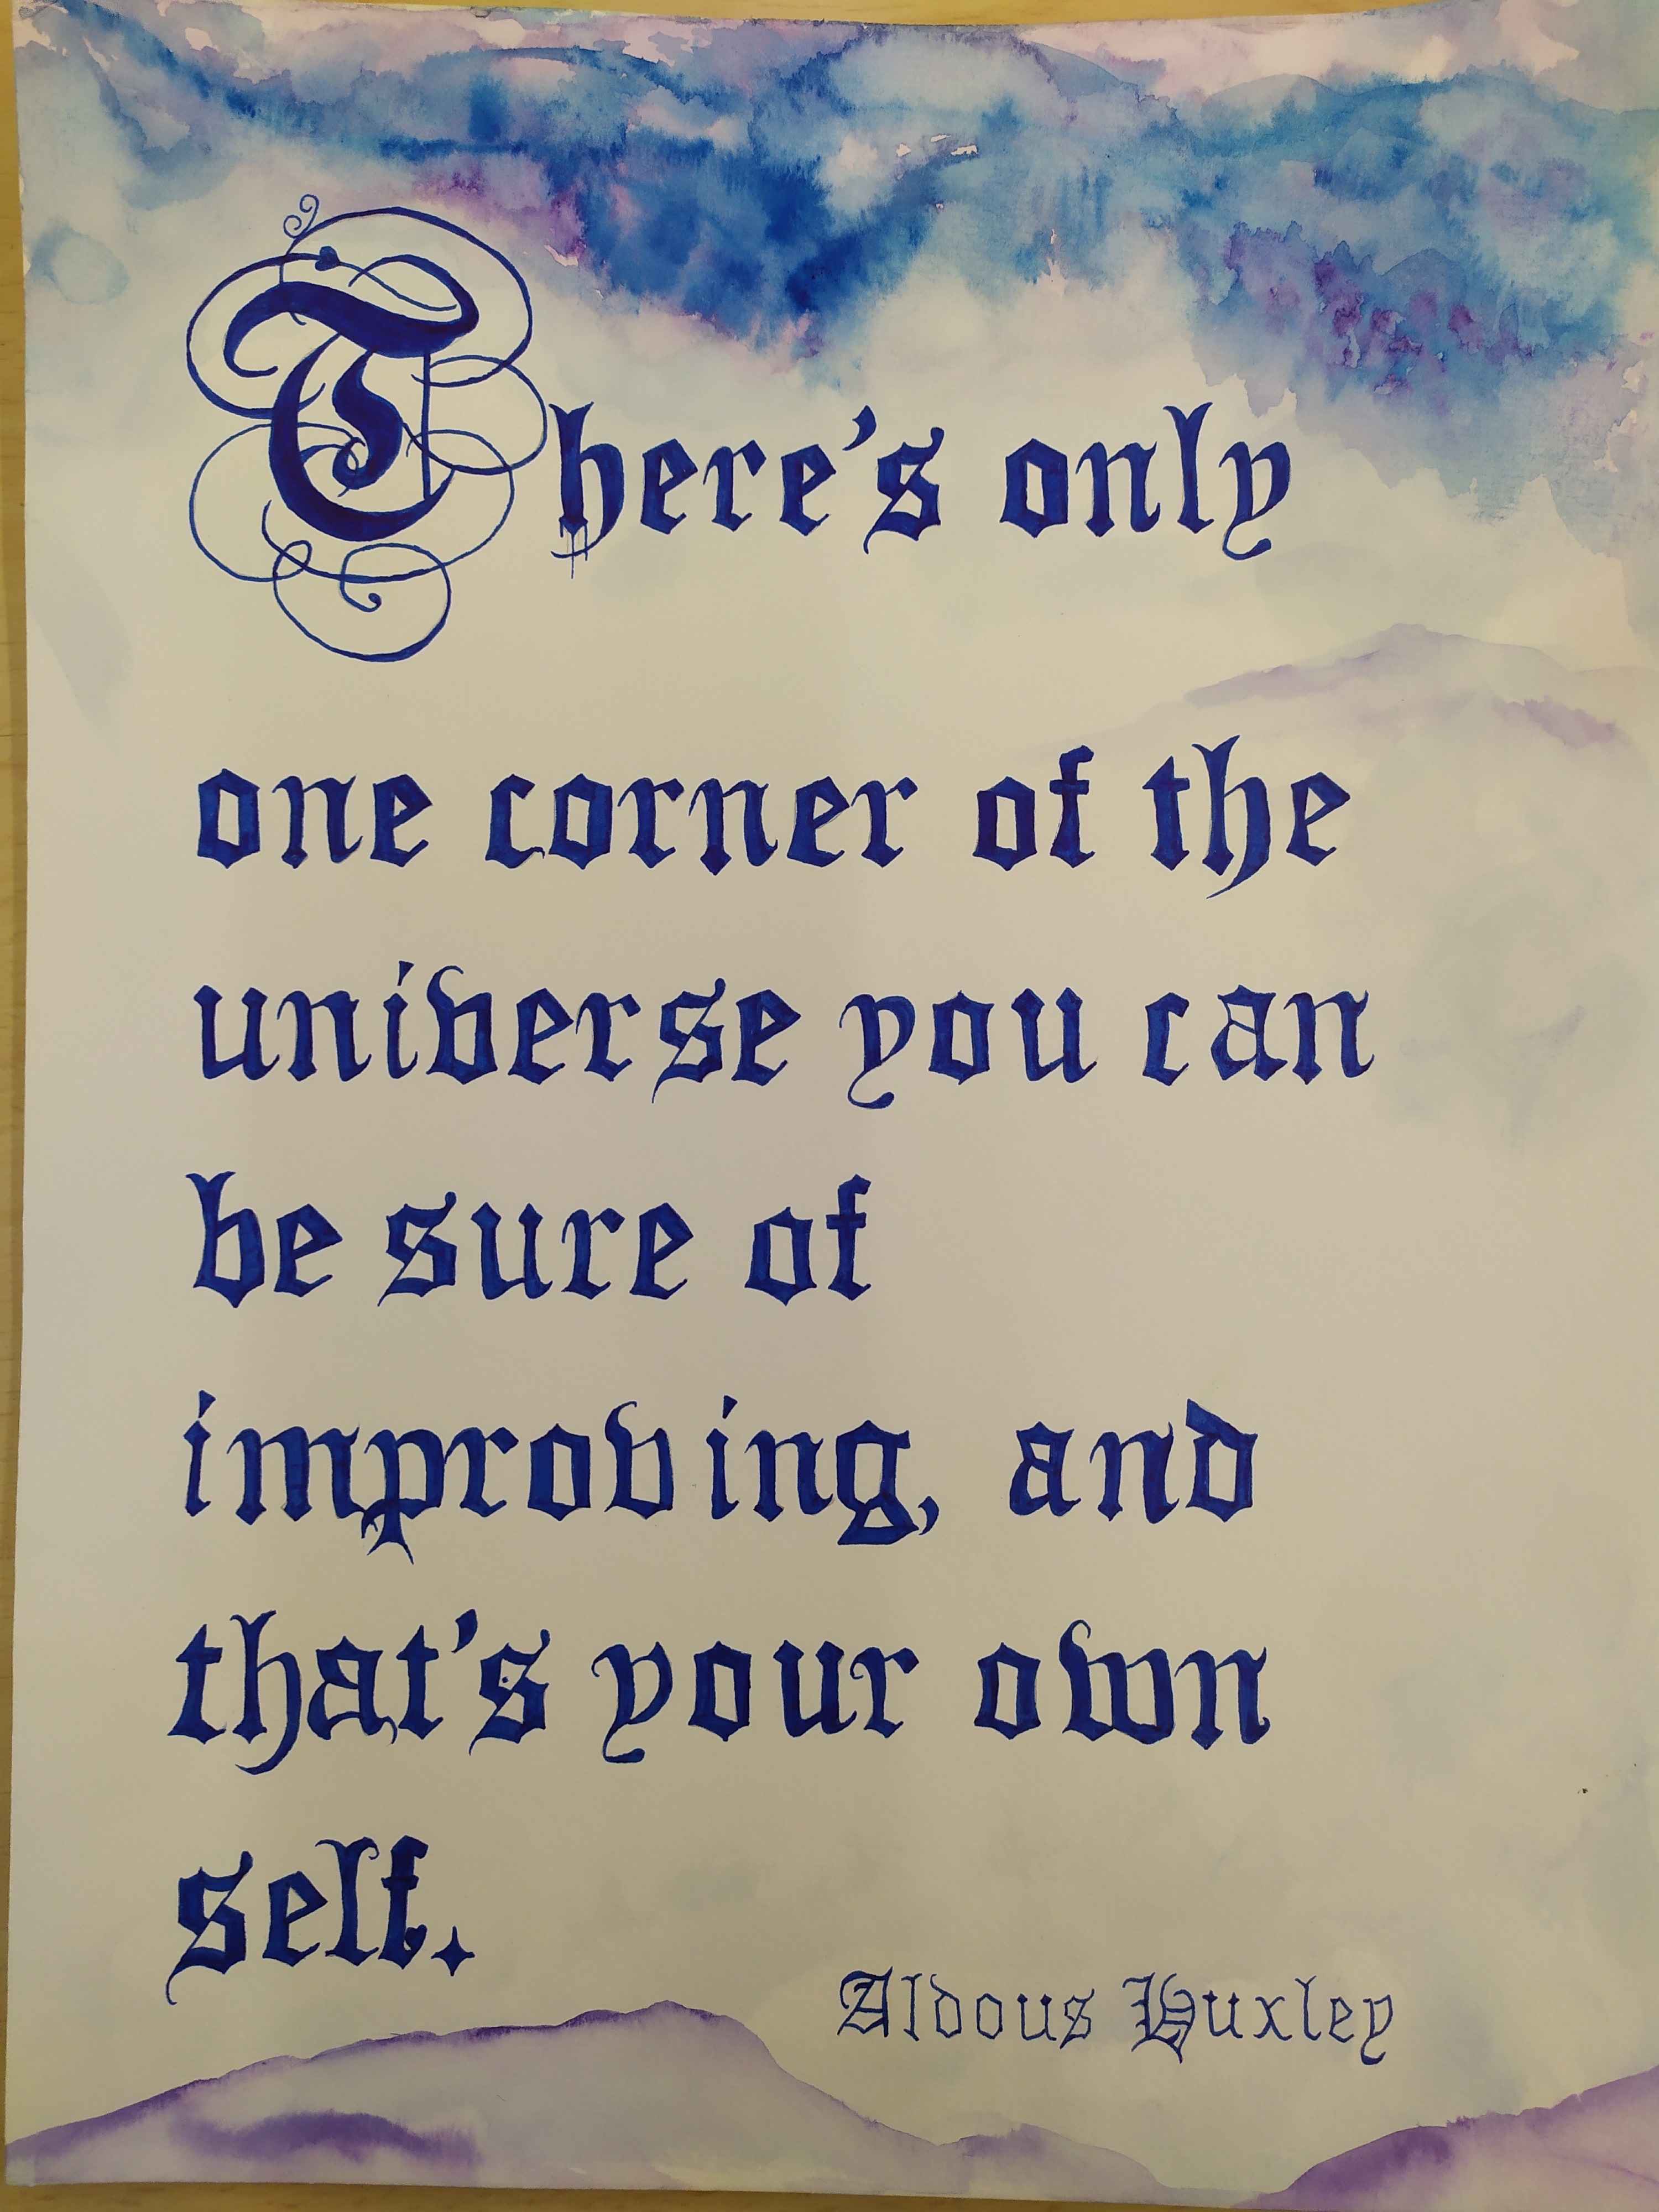 There's only
one corner of the
universe you can
be sure of
improving, and
that's your own
self.
Aldous Huxley